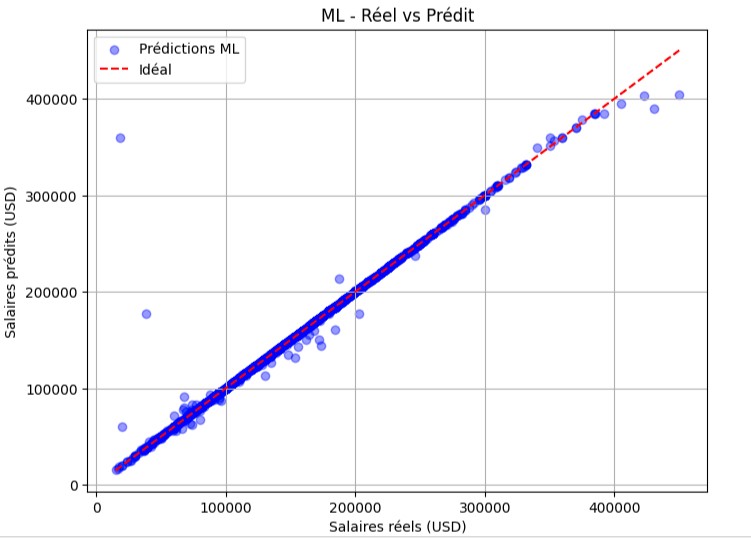 ML - Réel vs Prédit
Prédictions ML
Idéal
Salaires prédits (USD)
400000
300000
200000
100000
0
0 100000 200000 300000 400000
Salaires réels (USD)